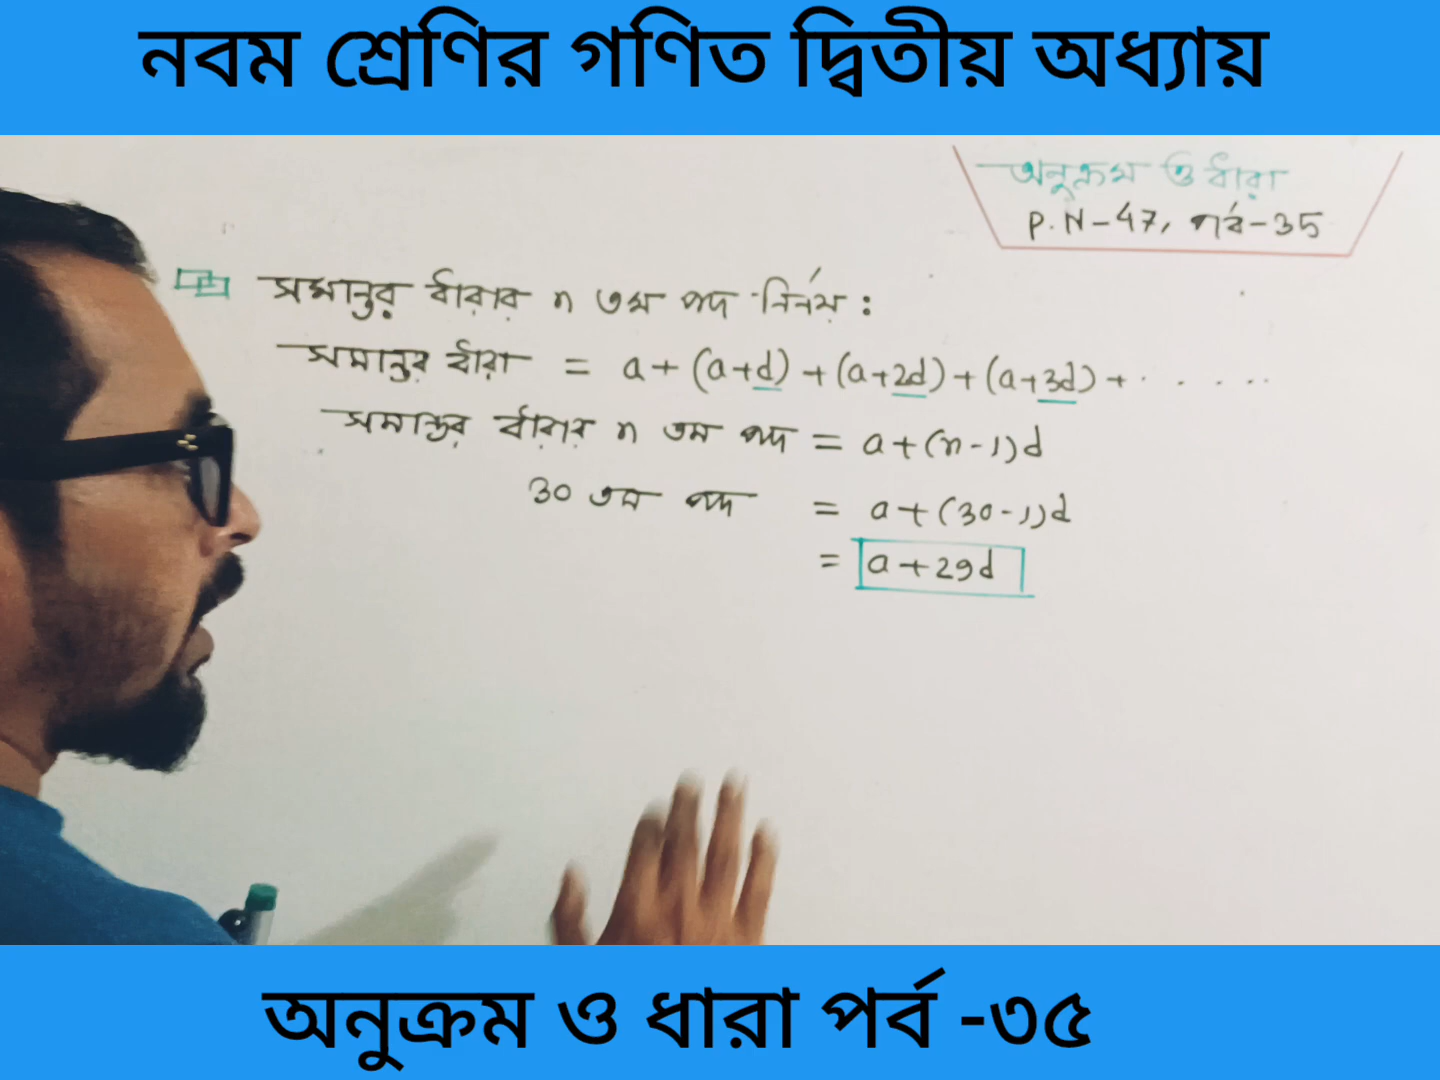 নবম শ্রেণির গণিত দ্বিতীয় অধ্যায়
অনুক্রম ও ধারা
P.N-47, পর্ব-35
সমান্তর ধারার n তম পদ নির্ণয় :
সমান্তর ধারা = a + (a+d) + (a+2d) + (a+3d) + . . . . .
সমান্তর ধারার n তম পদ = a + (n-1)d
30 তম পদ = a + (30-1)d
= a + 29d
অনুক্রম ও ধারা পর্ব -৩৫